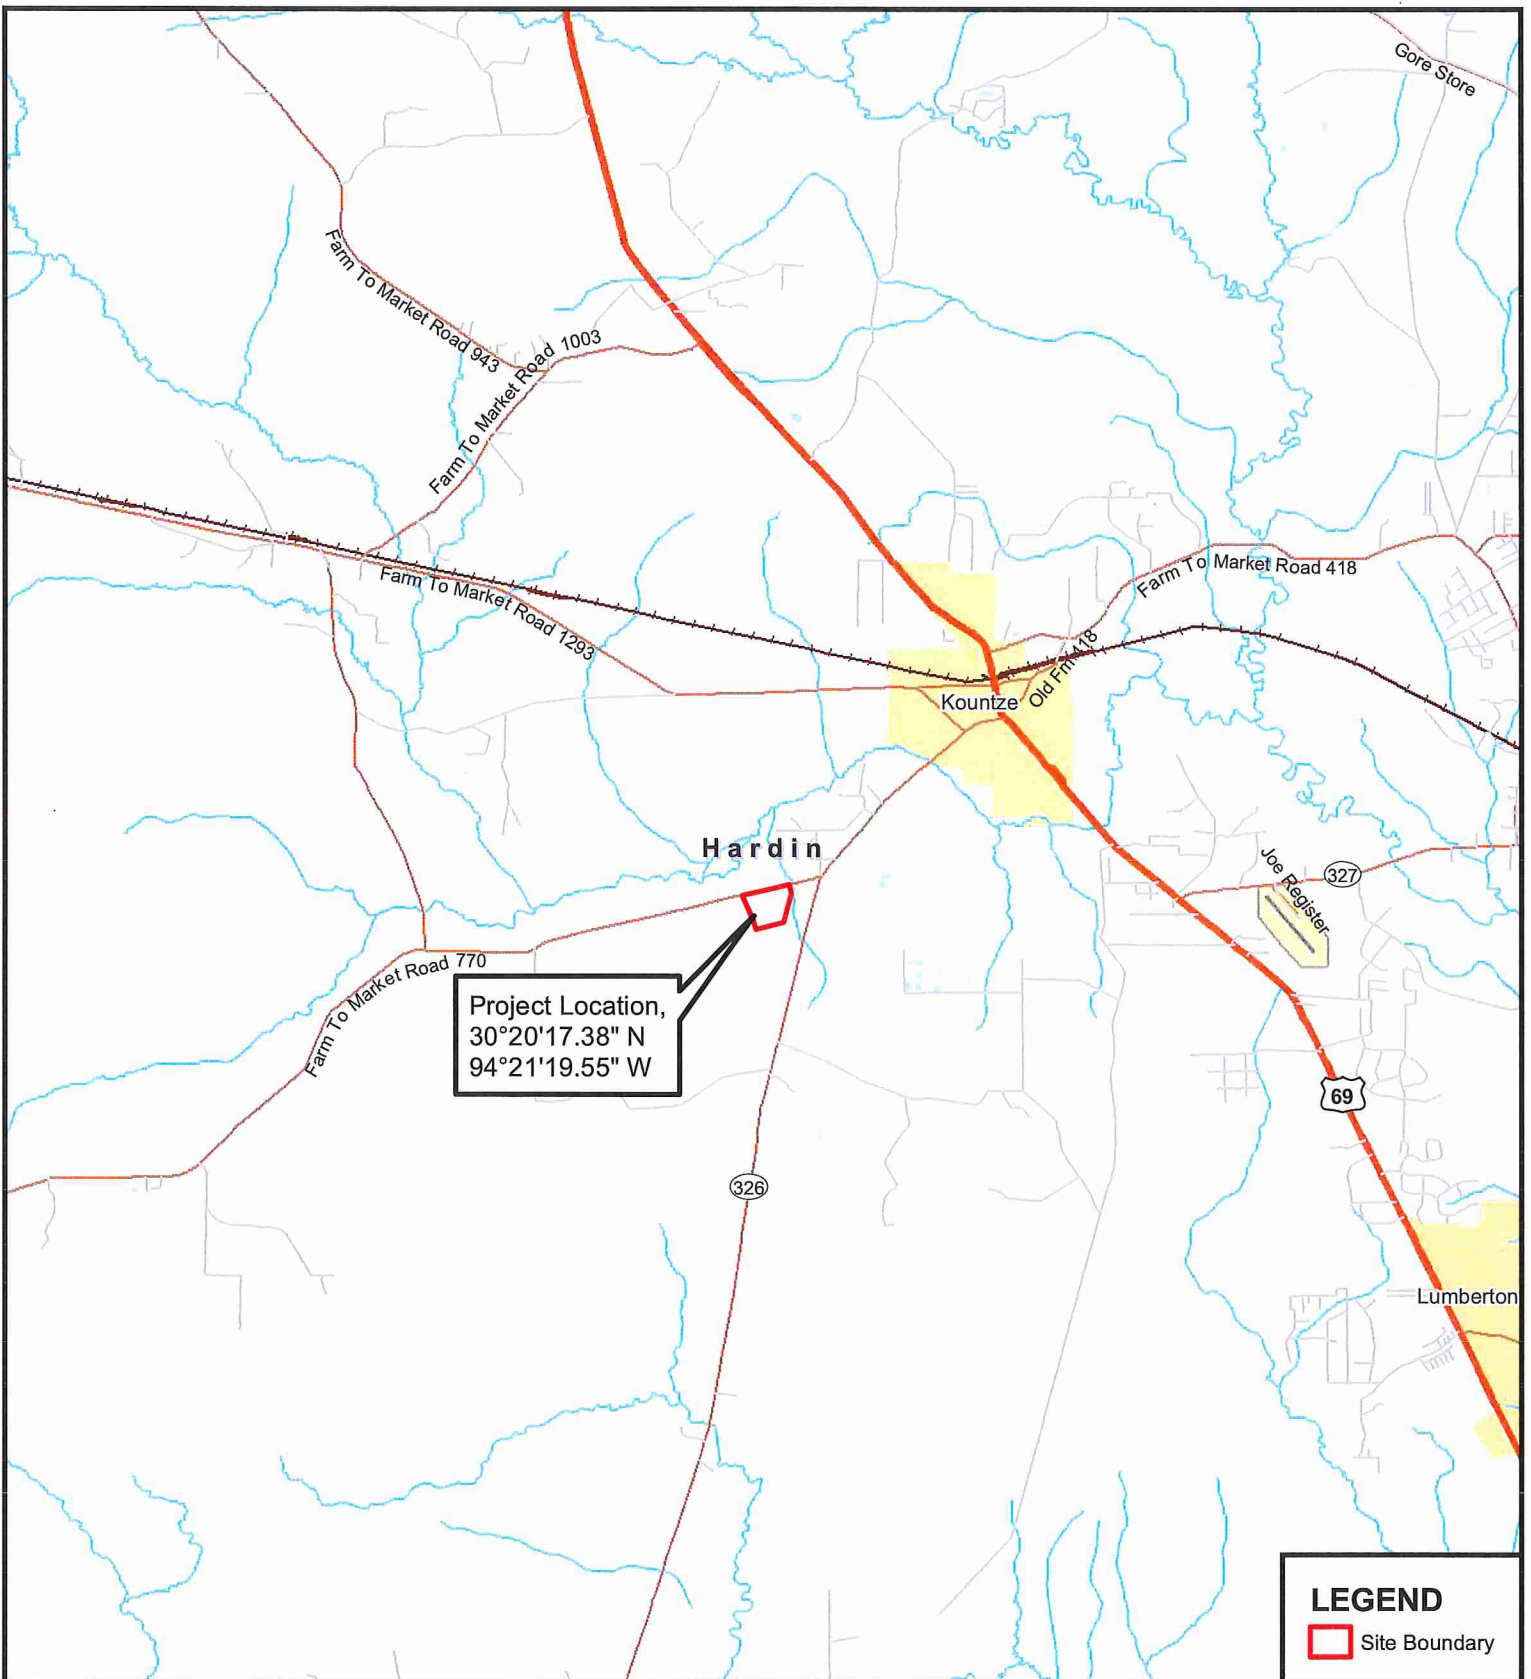 Gore Store
Farm To Market Road 943
Farm To Market Road 1003
Farm To Market Road 1293
Farm To Market Road 418
Old Fm 418
Kountze
Hardin
Joe Register
327
Farm To Market Road 770
Project Location,
30°20'17.38" N
94°21'19.55" W
69
326
Lumberton
LEGEND
Site Boundary